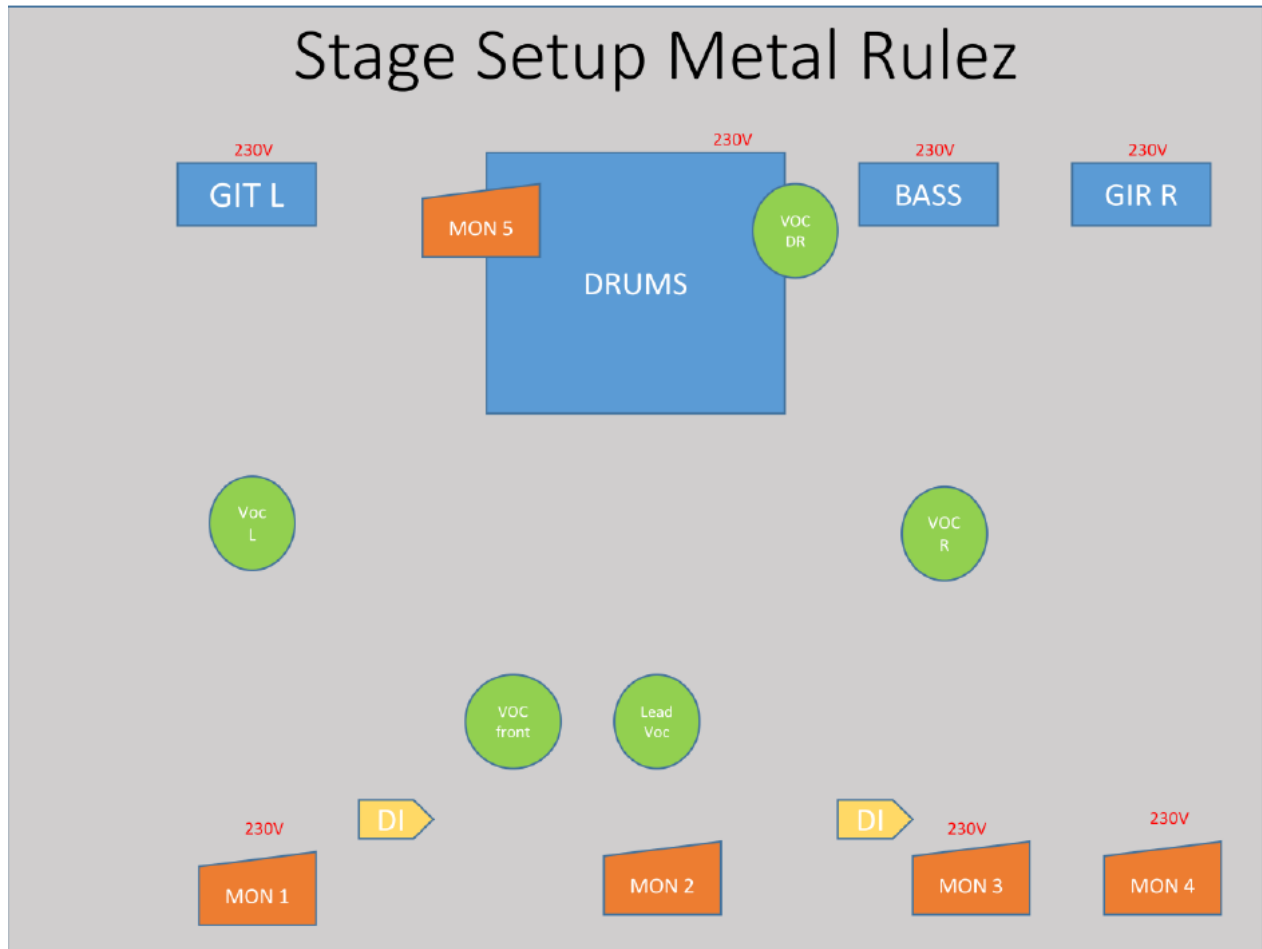 Stage Setup Metal Rulez
230V
230V
230V
230V
GIT L
MON 5
DRUMS
VOC
DR
BASS
GIR R
Voc
L
VOC
R
VOC
front
Lead
Voc
DI
DI
230V
230V
230V
MON 1
MON 2
MON 3
MON 4